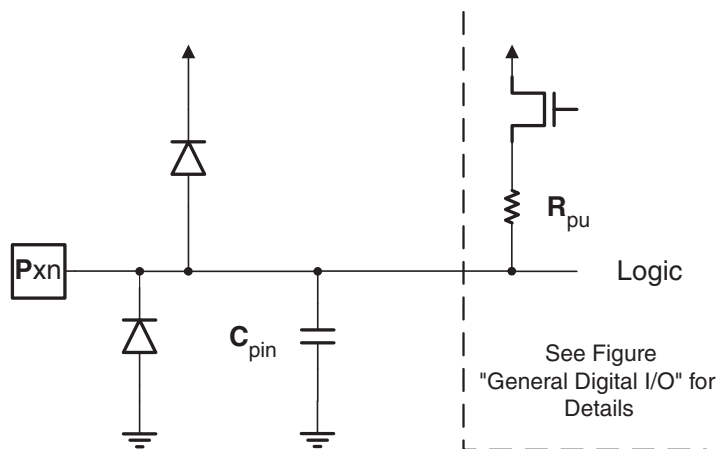 Pxn
Cpin
Rpu
Logic
See Figure
"General Digital I/O" for
Details